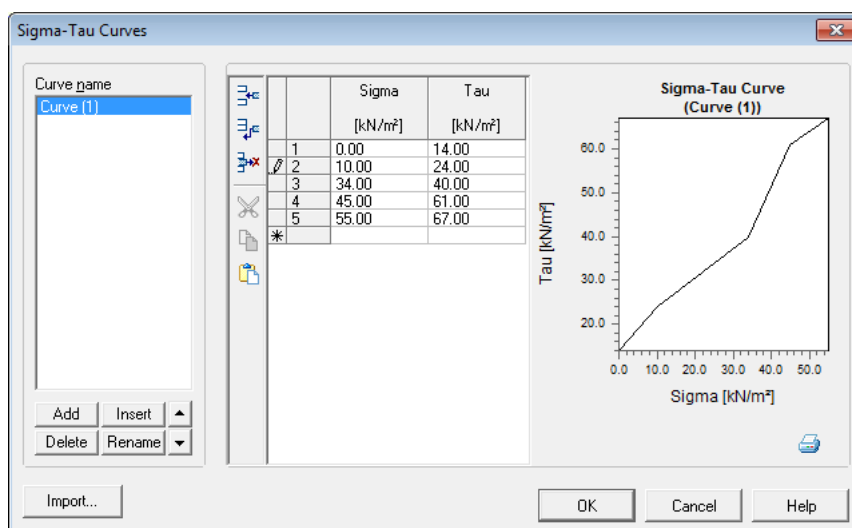 Sigma-Tau Curves
Curve name
Curve (1)
Add Insert
Delete Rename
Import...
Sigma Tau
[kN/m²] [kN/m²]
1 0.00 14.00
2 10.00 24.00
3 34.00 40.00
4 45.00 61.00
5 55.00 67.00
Sigma-Tau Curve
(Curve (1))
Tau [kN/m²]
60.0
50.0
40.0
30.0
20.0
0.0 10.0 20.0 30.0 40.0 50.0
Sigma [kN/m²]
OK Cancel Help